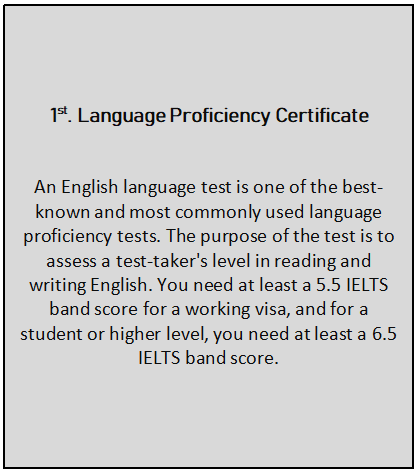 1st. Language Proficiency Certificate
An English language test is one of the best-
known and most commonly used language
proficiency tests. The purpose of the test is to
assess a test-taker's level in reading and
writing English. You need at least a 5.5 IELTS
band score for a working visa, and for a
student or higher level, you need at least a 6.5
IELTS band score.